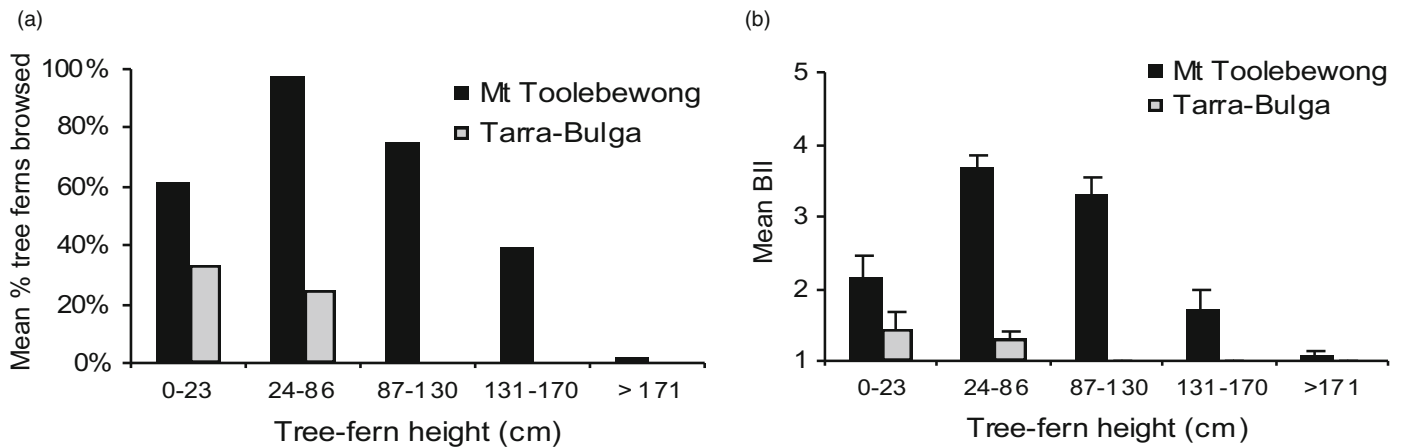 (a)
Mean % tree ferns browsed
100%
80%
60%
40%
20%
0%
Mt Toolebewong
Tarra-Bulga
0-23 24-86 87-130 131-170 > 171
Tree-fern height (cm)
(b)
Mean BII
5
4
3
2
1
Mt Toolebewong
Tarra-Bulga
0-23 24-86 87-130 131-170 >171
Tree-fern height (cm)